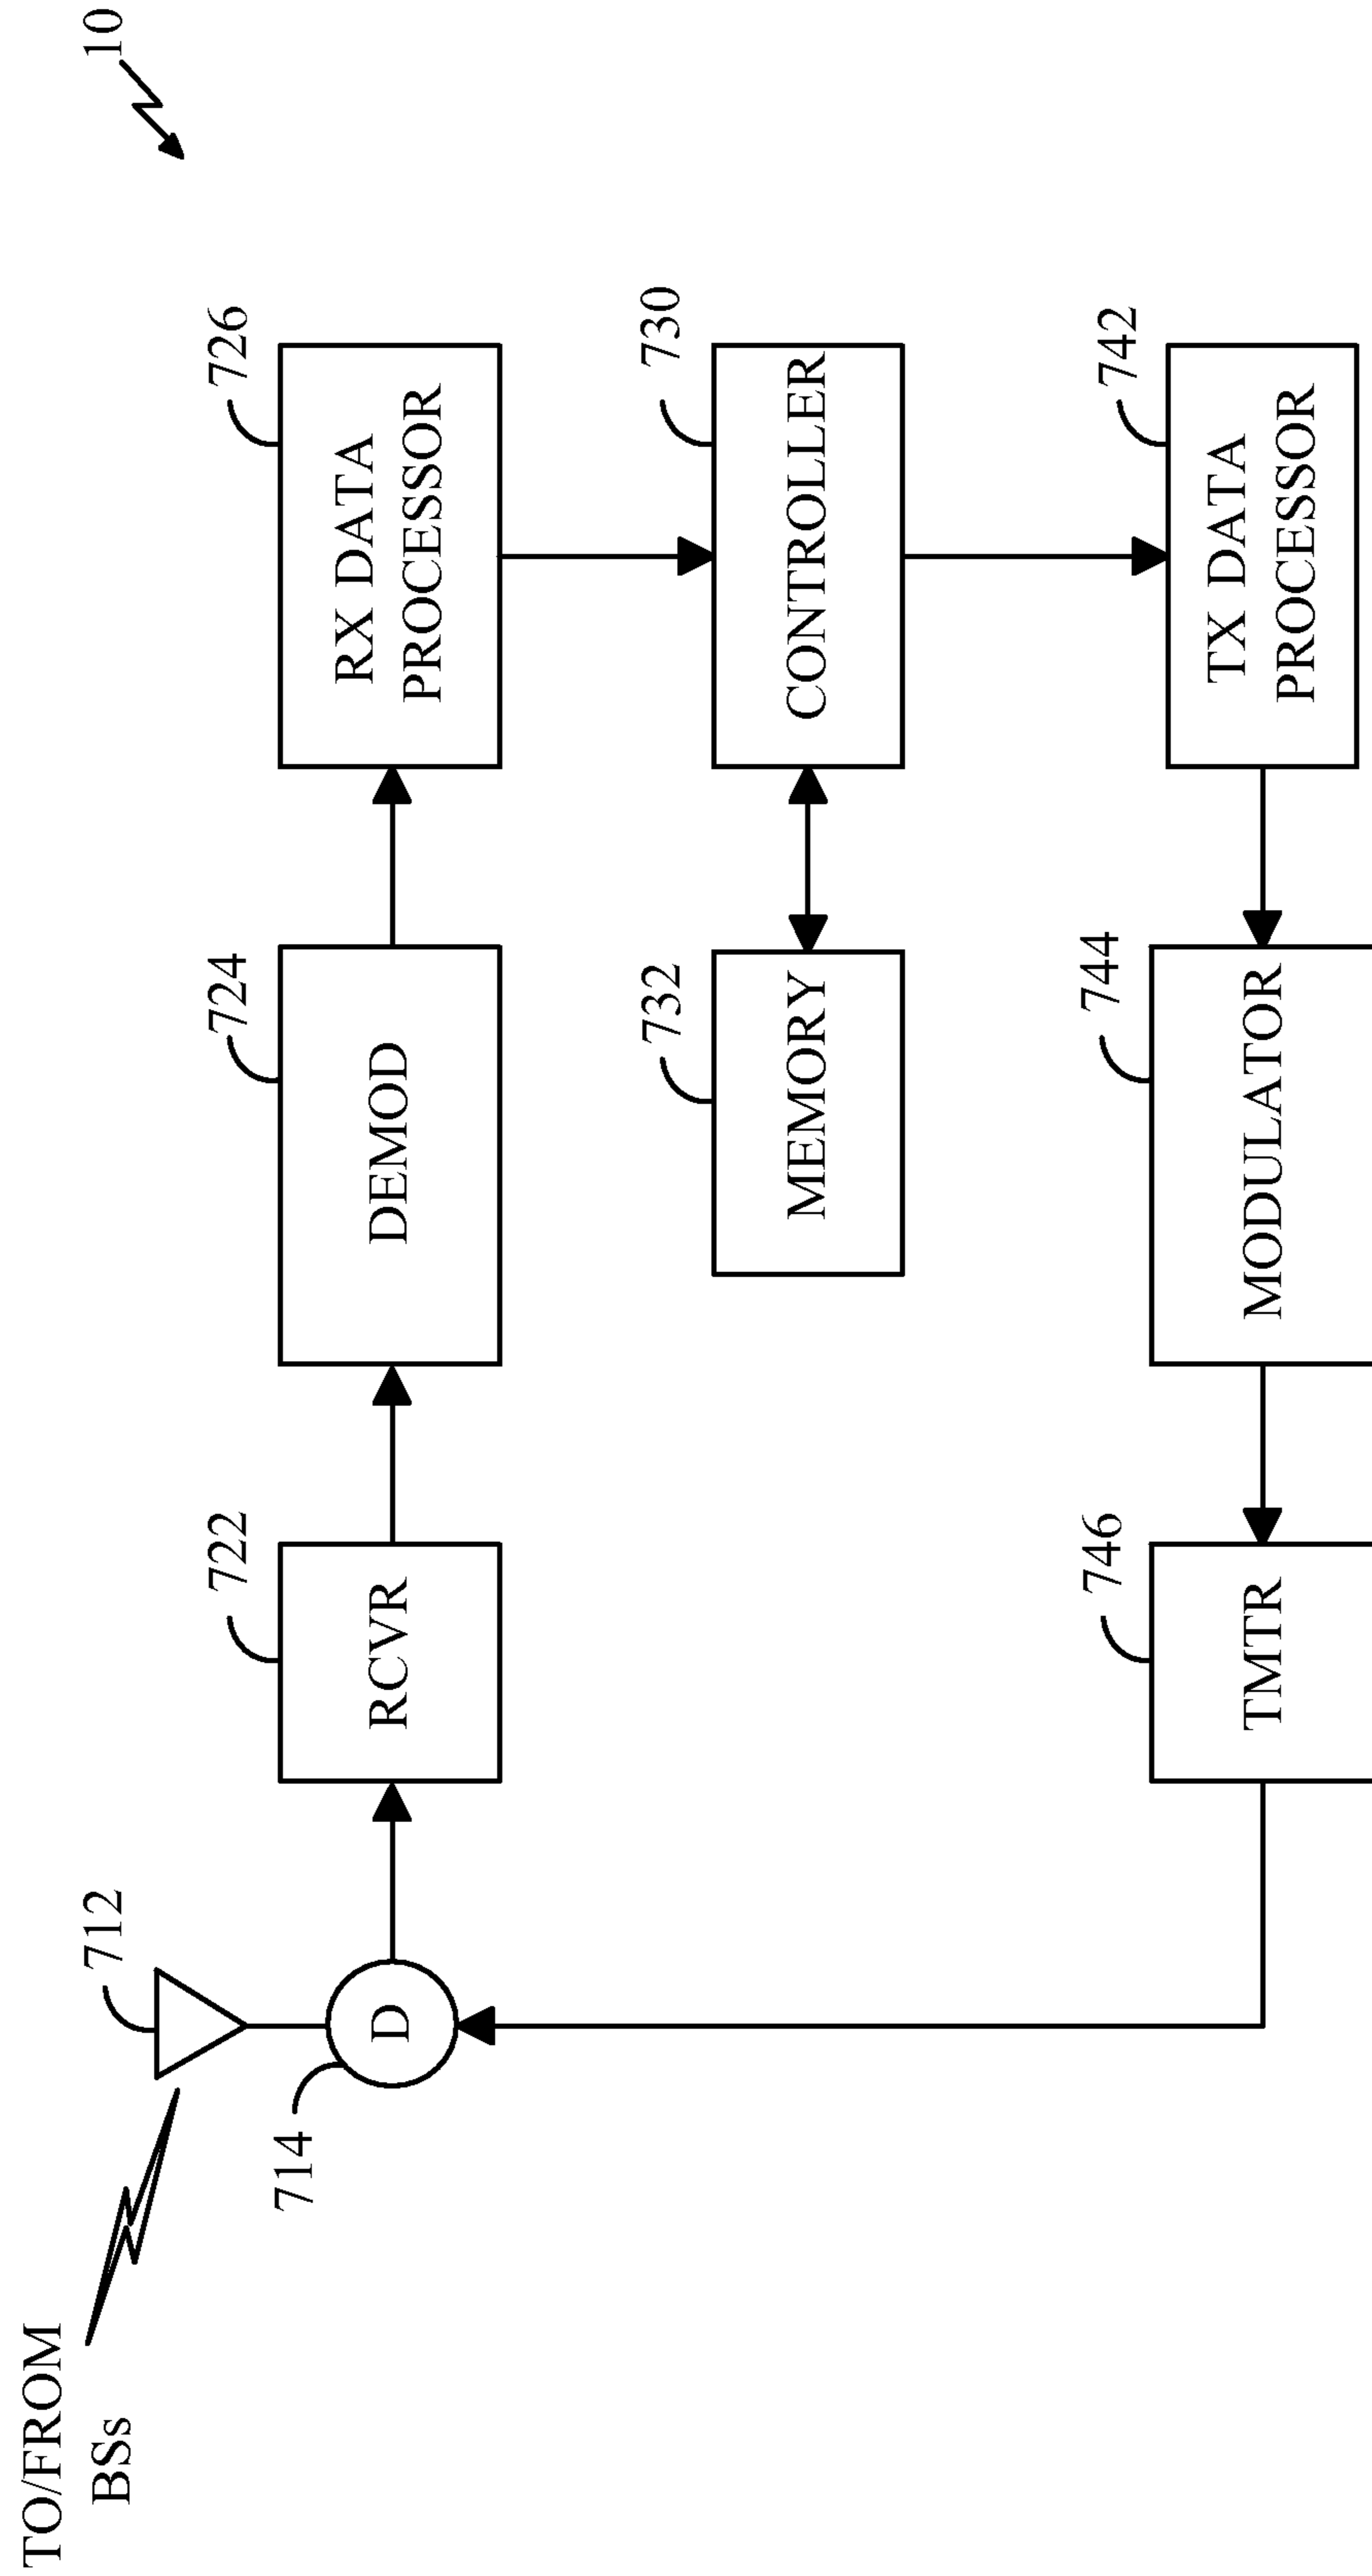 TO/FROM
BSs
712
714
D
722
RCVR
724
DEMOD
726
RX DATA
PROCESSOR
10
732
MEMORY
730
CONTROLLER
746
TMTR
744
MODULATOR
742
TX DATA
PROCESSOR